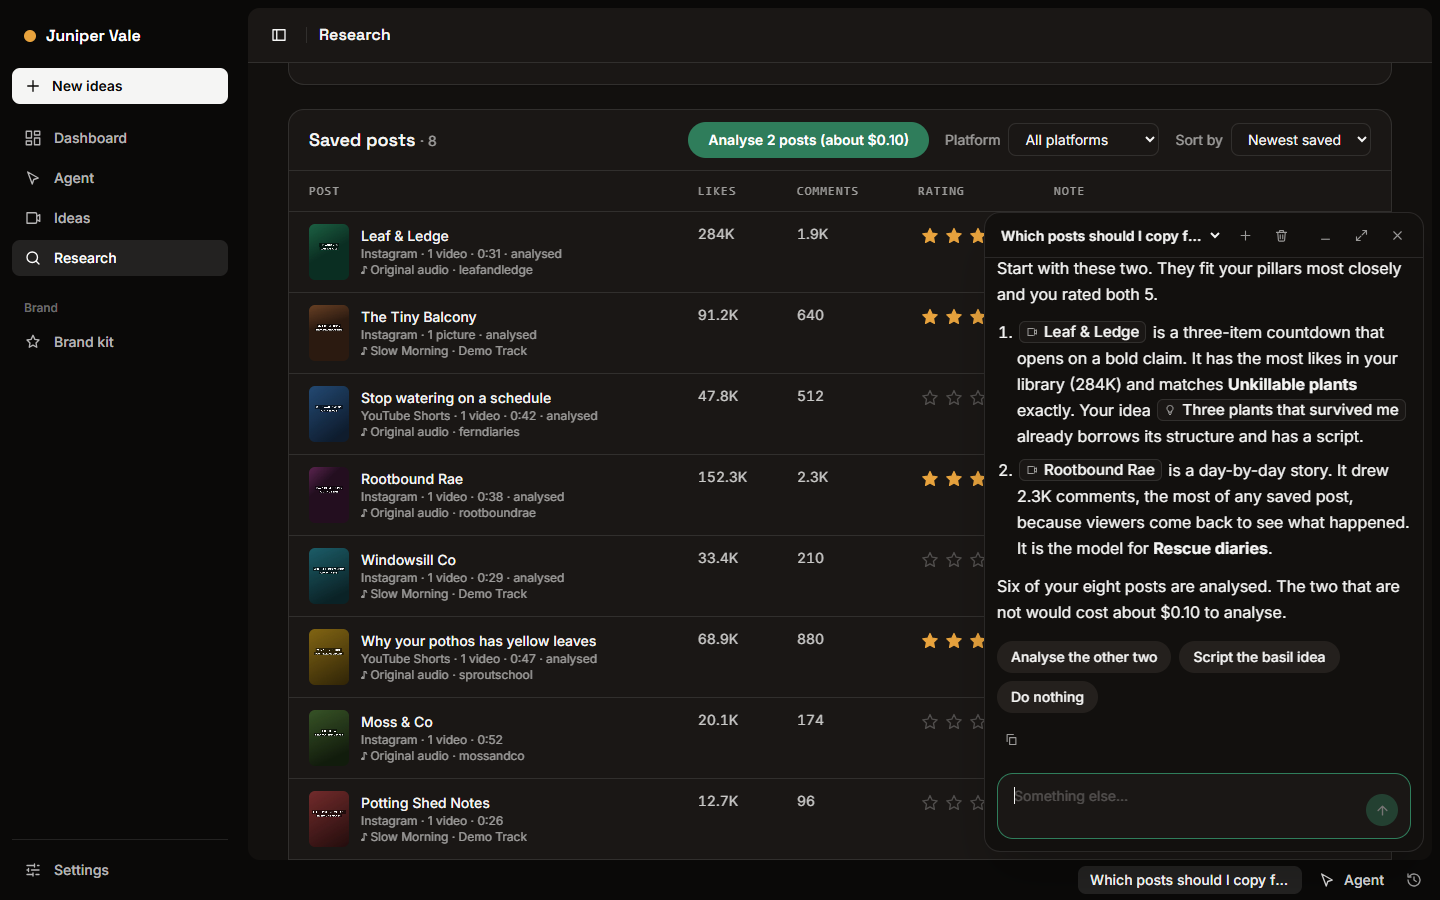 Juniper Vale
New ideas
Dashboard
Agent
Ideas
Research
Brand
Brand kit
Settings
Research
Saved posts · 8
Analyse 2 posts (about $0.10)
Platform
All platforms
Sort by
Newest saved
POST
LIKES
COMMENTS
RATING
NOTE
Leaf & Ledge
Instagram · 1 video · 0:31 · analysed
♪ Original audio · leafandledge
284K
1.9K
The Tiny Balcony
Instagram · 1 picture · analysed
♪ Slow Morning · Demo Track
91.2K
640
Stop watering on a schedule
YouTube Shorts · 1 video · 0:42 · analysed
♪ Original audio · ferndiaries
47.8K
512
Rootbound Rae
Instagram · 1 video · 0:38 · analysed
♪ Original audio · rootboundrae
152.3K
2.3K
Windowsill Co
Instagram · 1 video · 0:29 · analysed
♪ Slow Morning · Demo Track
33.4K
210
Why your pothos has yellow leaves
YouTube Shorts · 1 video · 0:47 · analysed
♪ Original audio · sproutschool
68.9K
880
Moss & Co
Instagram · 1 video · 0:52
♪ Original audio · mossandco
20.1K
174
Potting Shed Notes
Instagram · 1 video · 0:26
♪ Slow Morning · Demo Track
12.7K
96
Which posts should I copy f...
Start with these two. They fit your pillars most closely
and you rated both 5.
1. Leaf & Ledge is a three-item countdown that
opens on a bold claim. It has the most likes in your
library (284K) and matches Unkillable plants
exactly. Your idea Three plants that survived me
already borrows its structure and has a script.
2. Rootbound Rae is a day-by-day story. It drew
2.3K comments, the most of any saved post,
because viewers come back to see what happened.
It is the model for Rescue diaries.
Six of your eight posts are analysed. The two that are
not would cost about $0.10 to analyse.
Analyse the other two
Script the basil idea
Do nothing
Something else...
Which posts should I copy f...
Agent